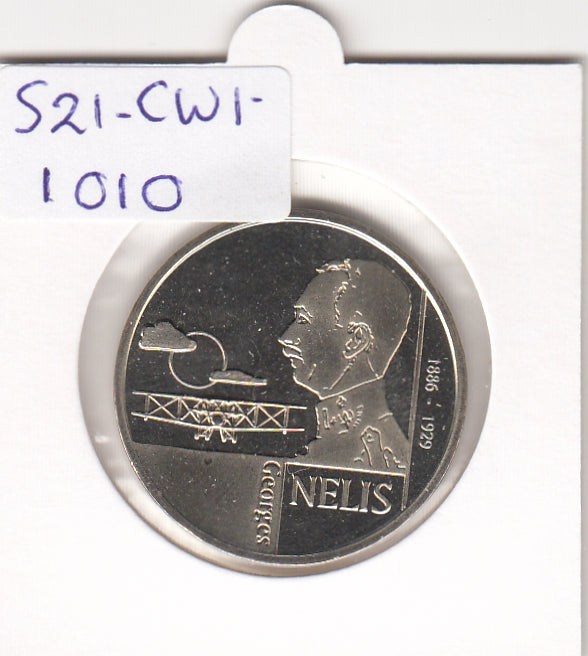 S21-CW1-
1010
1886 - 1929
Georges
NELIS